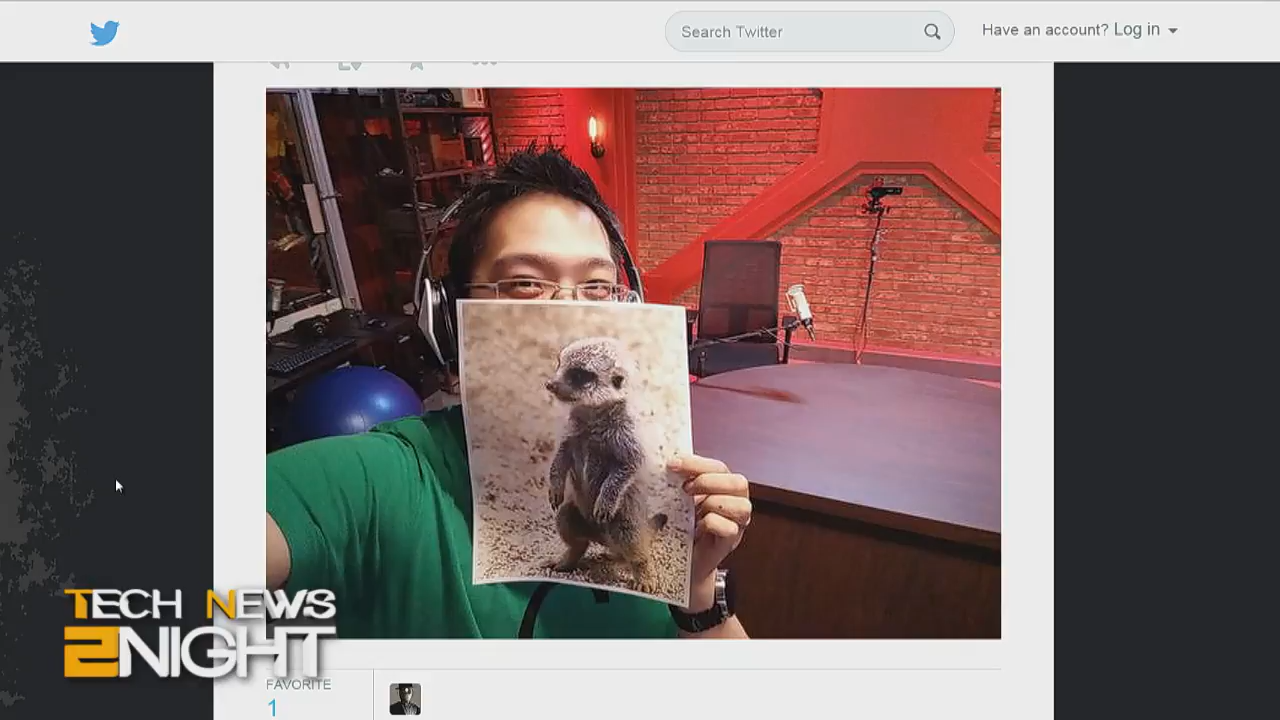 Search Twitter
Have an account? Log in
TECH NEWS
2NIGHT
FAVORITE
1